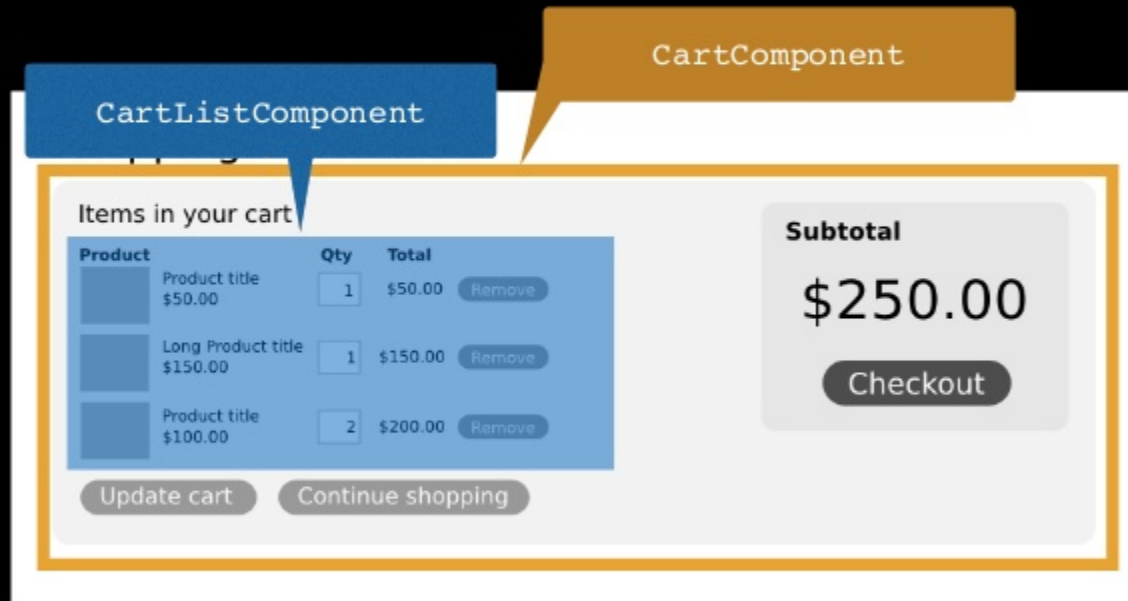 CartComponent
CartListComponent
Items in your cart
Product Qty Total
Product title
$50.00
1 $50.00 Remove
Long Product title
$150.00
1 $150.00 Remove
Product title
$100.00
2 $200.00 Remove
Update cart Continue shopping
Subtotal
$250.00
Checkout